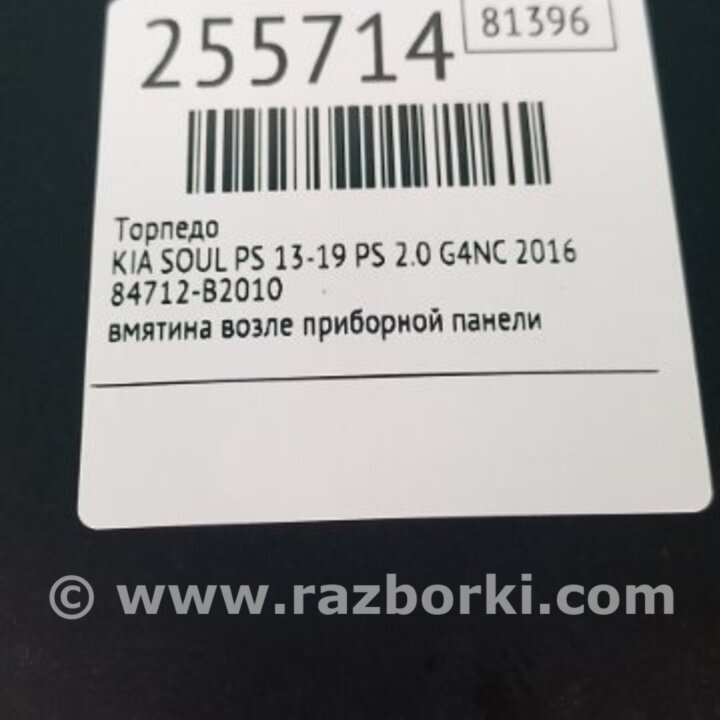 255714
81396
Торпедо
KIA SOUL PS 13-19 PS 2.0 G4NC 2016
84712-B2010
вмятина возле приборной панели
© www.razborki.com